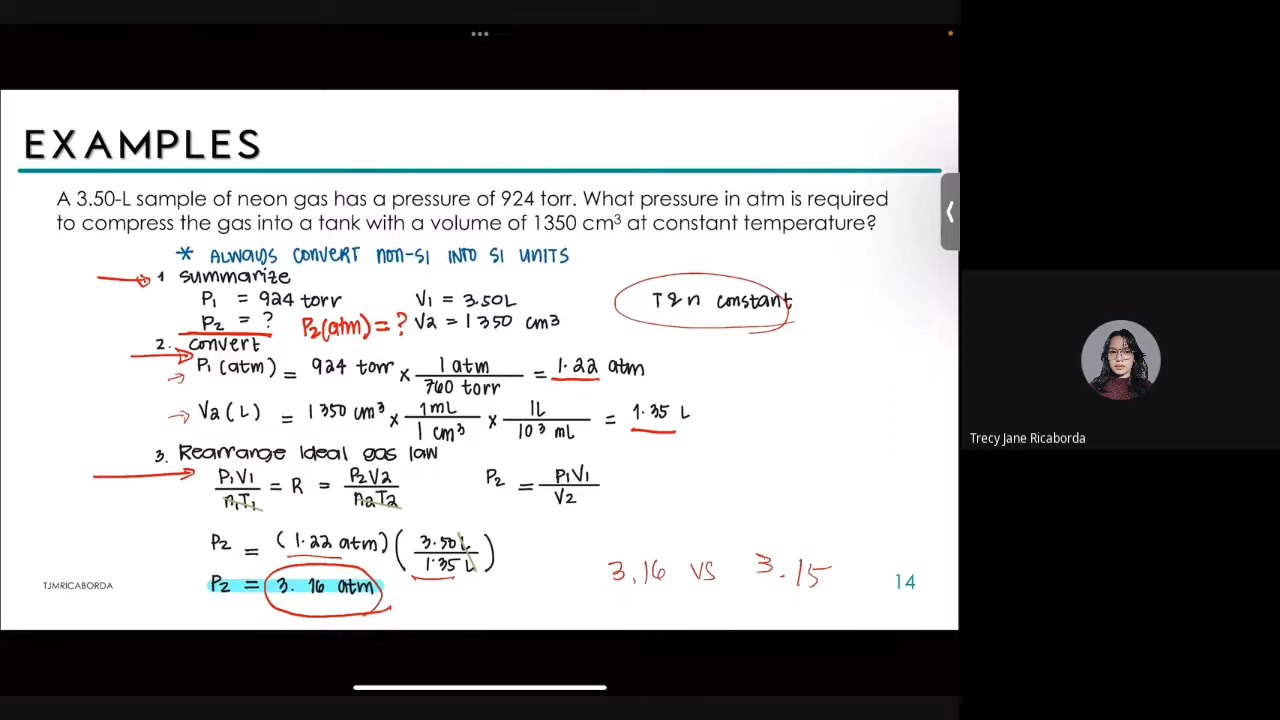 EXAMPLES
A 3.50-L sample of neon gas has a pressure of 924 torr. What pressure in atm is required
to compress the gas into a tank with a volume of 1350 cm³ at constant temperature?
* ALWAYS CONVERT NON-SI INTO SI UNITS
1 summarize
P₁ = 924 torr V₁ = 3.50L T & n constant
P₂ = ? P₂(atm) = ? V₂ = 1350 cm³
2. convert
P₁(atm) = 924 torr × 1 atm / 760 torr = 1.22 atm
V₂(L) = 1350 cm³ × 1mL / 1 cm³ × 1L / 10³ mL = 1.35 L
3. Rearrange ideal gas law
P₁V₁ / n₁T₁ = R = P₂V₂ / n₂T₂ P₂ = P₁V₁ / V₂
P₂ = (1.22 atm) (3.50L / 1.35 L)
P₂ = 3.16 atm 3.16 vs 3.15
TJMRICABORDA 14
Trecy Jane Ricaborda